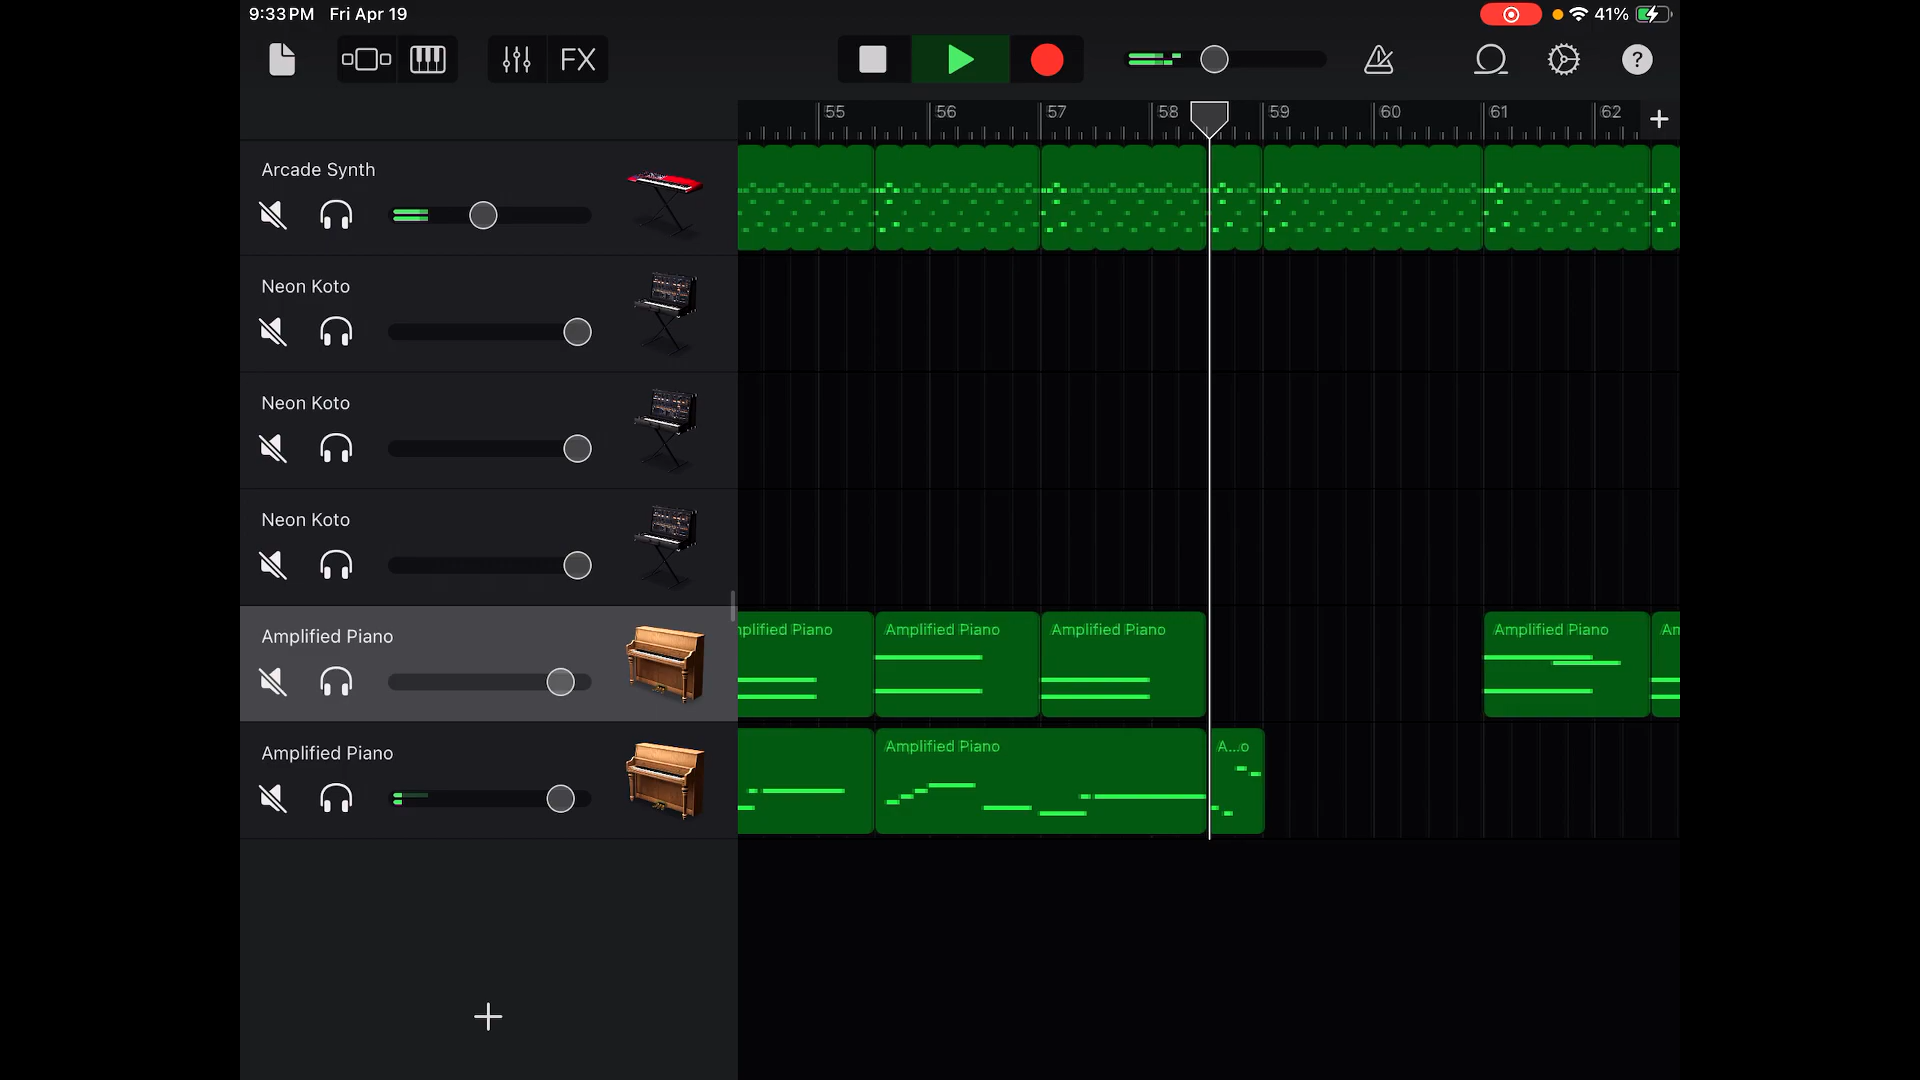 9:33 PM Fri Apr 19
41%
FX
?
55 56 57 58 59 60 61 62 +
Arcade Synth
Neon Koto
Neon Koto
Neon Koto
Amplified Piano
plified Piano
Amplified Piano
Amplified Piano
Amplified Piano
Am
Amplified Piano
Amplified Piano
A...o
+